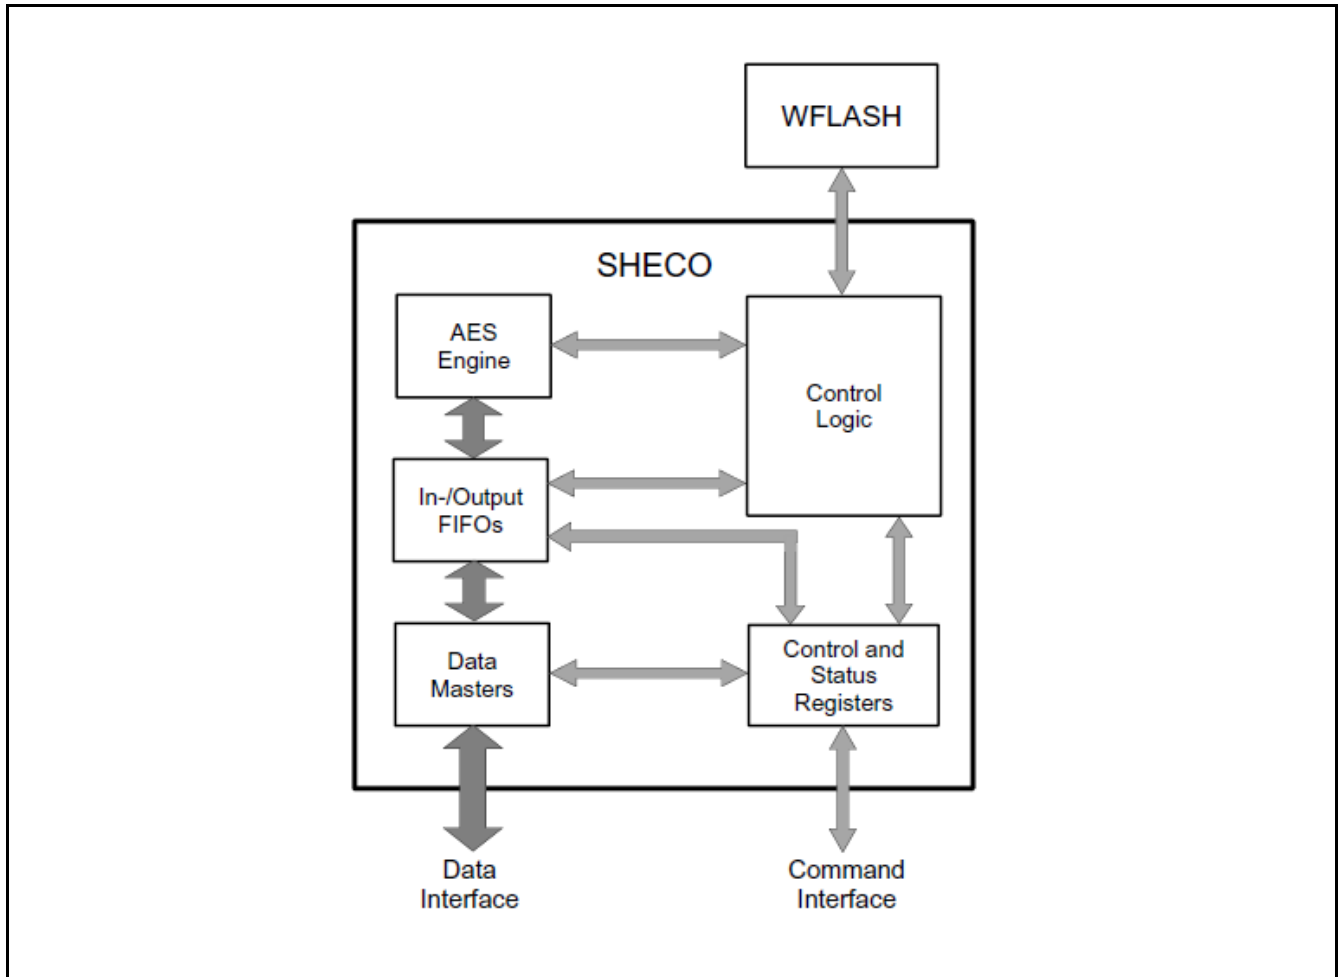 WFLASH
SHECO
AES
Engine
Control
Logic
In-/Output
FIFOs
Data
Masters
Control and
Status
Registers
Data
Interface
Command
Interface